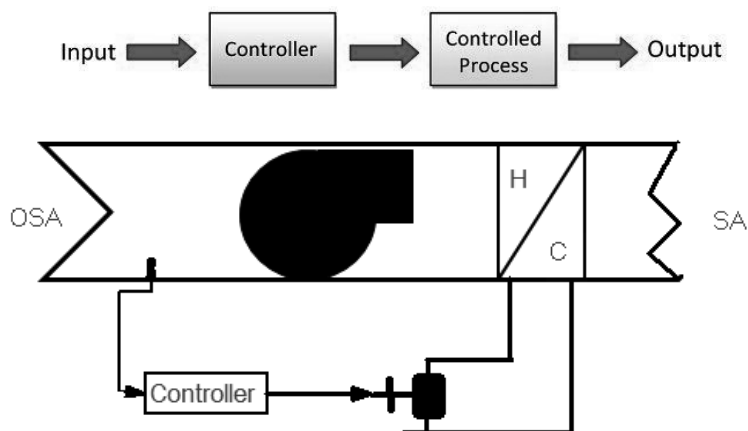 Input
Controller
Controlled
Process
Output
OSA
H
C
SA
Controller